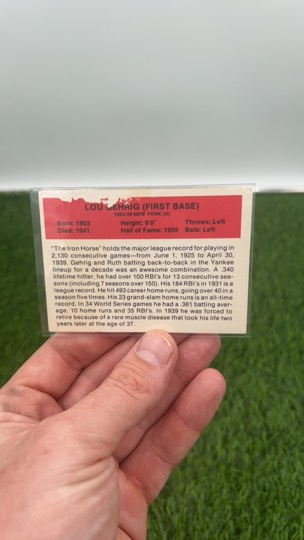 LOU GEHRIG (FIRST BASE)
1923-39 NEW YORK (A)
Born: 1903 Height: 6'0" Throws: Left
Died: 1941 Hall of Fame: 1939 Bats: Left
"The Iron Horse" holds the major league record for playing in
2,130 consecutive games—from June 1, 1925 to April 30,
1939. Gehrig and Ruth batting back-to-back in the Yankee
lineup for a decade was an awesome combination. A .340
lifetime hitter, he had over 100 RBI's for 13 consecutive sea-
sons (including 7 seasons over 150). His 184 RBI's in 1931 is a
league record. He hit 493 career home runs, going over 40 in a
season five times. His 23 grand-slam home runs is an all-time
record. In 34 World Series games he had a .361 batting aver-
age, 10 home runs and 35 RBI's. In 1939 he was forced to
retire because of a rare muscle disease that took his life two
years later at the age of 37.